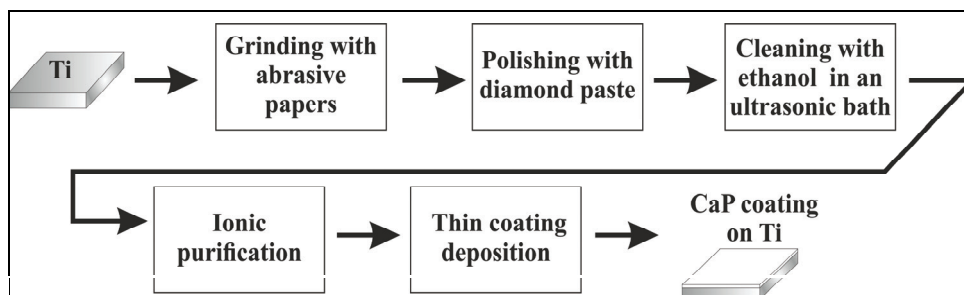 Ti
Grinding with
abrasive
papers
Polishing with
diamond paste
Cleaning with
ethanol in an
ultrasonic bath
Ionic
purification
Thin coating
deposition
CaP coating
on Ti